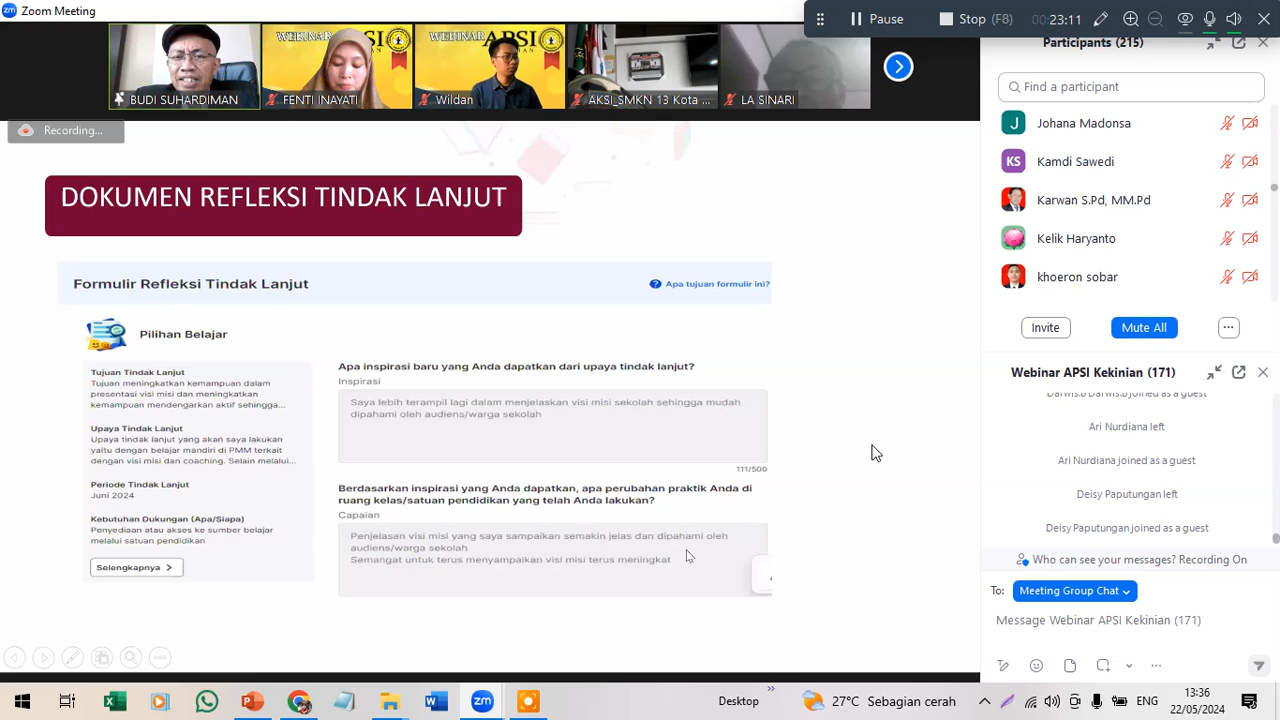 Zoom Meeting
Pause
Stop (F8)
00:23:11
WEBINAR APSI
WEBINAR APSI
BUDI SUHARDIMAN
FENTI INAYATI
Wildan
AKSI_SMKN 13 Kota ...
LA SINARI
Recording...
DOKUMEN REFLEKSI TINDAK LANJUT
Formulir Refleksi Tindak Lanjut
Apa tujuan formulir ini?
Pilihan Belajar
Tujuan Tindak Lanjut
Tujuan meningkatkan kemampuan dalam
presentasi visi misi dan meningkatkan
kemampuan mendengarkan aktif sehingga...
Upaya Tindak Lanjut
Upaya tindak lanjut yang akan saya lakukan
yaitu dengan belajar mandiri di PMM terkait
dengan visi misi dan coaching. Selain melalui...
Periode Tindak Lanjut
Juni 2024
Kebutuhan Dukungan (Apa/Siapa)
Penyediaan atau akses ke sumber belajar
melalui satuan pendidikan
Selengkapnya >
Apa inspirasi baru yang Anda dapatkan dari upaya tindak lanjut?
Inspirasi
Saya lebih terampil lagi dalam menjelaskan visi misi sekolah sehingga mudah
dipahami oleh audiens/warga sekolah
111/500
Berdasarkan inspirasi yang Anda dapatkan, apa perubahan praktik Anda di
ruang kelas/satuan pendidikan yang telah Anda lakukan?
Capaian
Penjelasan visi misi yang saya sampaikan semakin jelas dan dipahami oleh
audiens/warga sekolah
Semangat untuk terus menyampaikan visi misi terus meningkat
Participants (215)
Find a participant
J Johana Madonsa
KS Kamdi Sawedi
Karwan S.Pd, MM.Pd
Kelik Haryanto
khoeron sobar
Invite
Mute All
Webinar APSI Kekinian (171)
Darwis.B Darwis.B joined as a guest
Ari Nurdiana left
Ari Nurdiana joined as a guest
Deisy Paputungan left
Deisy Paputungan joined as a guest
Who can see your messages? Recording On
To: Meeting Group Chat
Message Webinar APSI Kekinian (171)
Desktop
27°C Sebagian cerah
ENG
13:36
22/05/2024